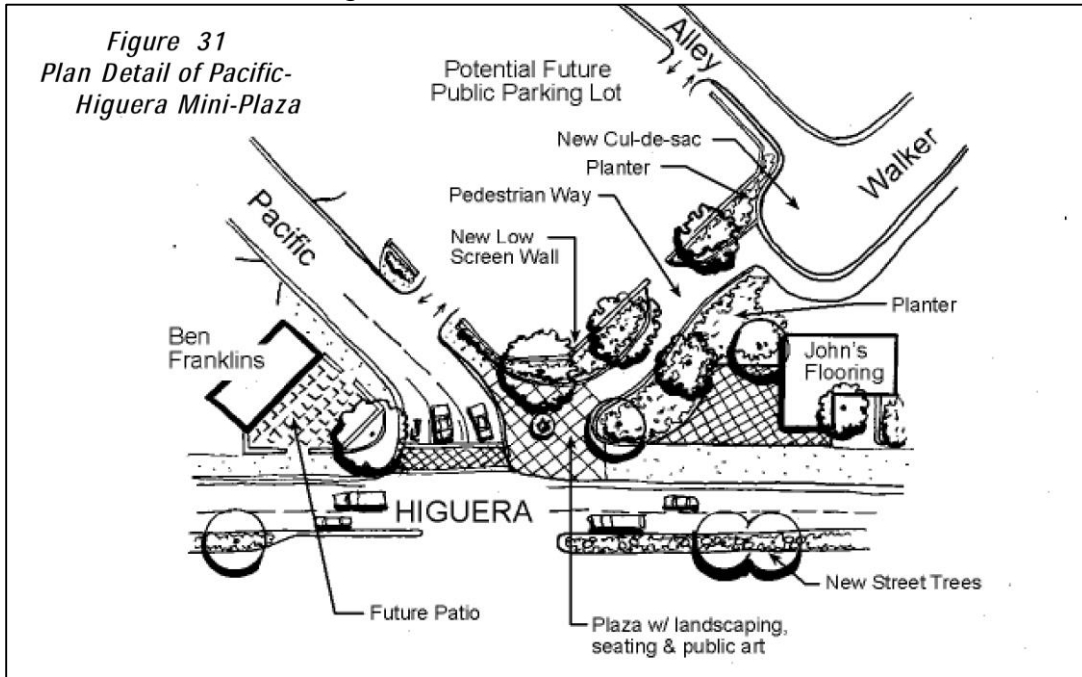 Figure 31
Plan Detail of Pacific-
Higuera Mini-Plaza
Alley
Potential Future
Public Parking Lot
New Cul-de-sac
Planter
Walker
Pedestrian Way
Pacific
New Low
Screen Wall
Planter
Ben
Franklins
John's
Flooring
HIGUERA
New Street Trees
Future Patio
Plaza w/ landscaping,
seating & public art